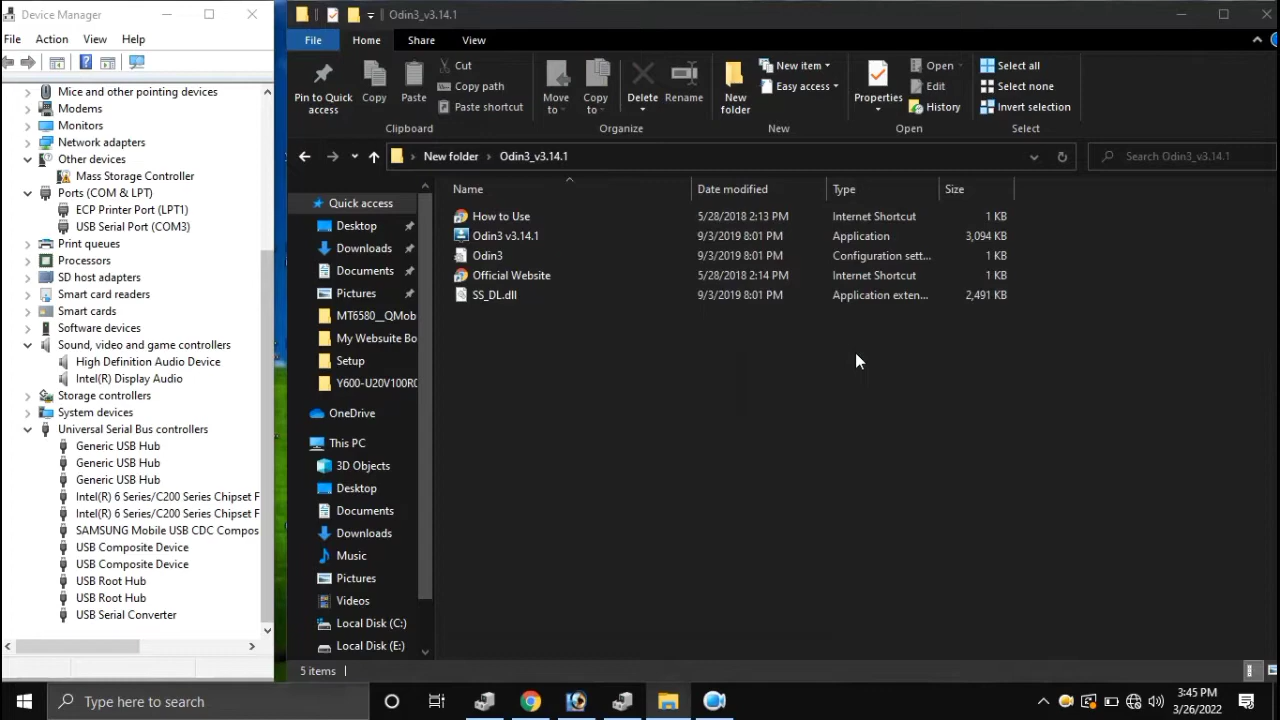 Device Manager
File Action View Help
Mice and other pointing devices
Modems
Monitors
Network adapters
Other devices
Mass Storage Controller
Ports (COM & LPT)
ECP Printer Port (LPT1)
USB Serial Port (COM3)
Print queues
Processors
SD host adapters
Smart card readers
Smart cards
Software devices
Sound, video and game controllers
High Definition Audio Device
Intel(R) Display Audio
Storage controllers
System devices
Universal Serial Bus controllers
Generic USB Hub
Generic USB Hub
Generic USB Hub
Intel(R) 6 Series/C200 Series Chipset F
Intel(R) 6 Series/C200 Series Chipset F
SAMSUNG Mobile USB CDC Compos
USB Composite Device
USB Composite Device
USB Root Hub
USB Root Hub
USB Serial Converter
Odin3_v3.14.1
File Home Share View
Pin to Quick access
Copy
Paste
Cut
Copy path
Paste shortcut
Clipboard
Move to
Copy to
Delete
Rename
Organize
New folder
New item
Easy access
New
Properties
Open
Edit
History
Open
Select all
Select none
Invert selection
Select
New folder Odin3_v3.14.1
Search Odin3_v3.14.1
Quick access
Desktop
Downloads
Documents
Pictures
MT6580__QMob
My Websuite Bo
Setup
Y600-U20V100R0
OneDrive
This PC
3D Objects
Desktop
Documents
Downloads
Music
Pictures
Videos
Local Disk (C:)
Local Disk (E:)
Name Date modified Type Size
How to Use 5/28/2018 2:13 PM Internet Shortcut 1 KB
Odin3 v3.14.1 9/3/2019 8:01 PM Application 3,094 KB
Odin3 9/3/2019 8:01 PM Configuration sett... 1 KB
Official Website 5/28/2018 2:14 PM Internet Shortcut 1 KB
SS_DL.dll 9/3/2019 8:01 PM Application exten... 2,491 KB
5 items
Type here to search
3:45 PM
3/26/2022